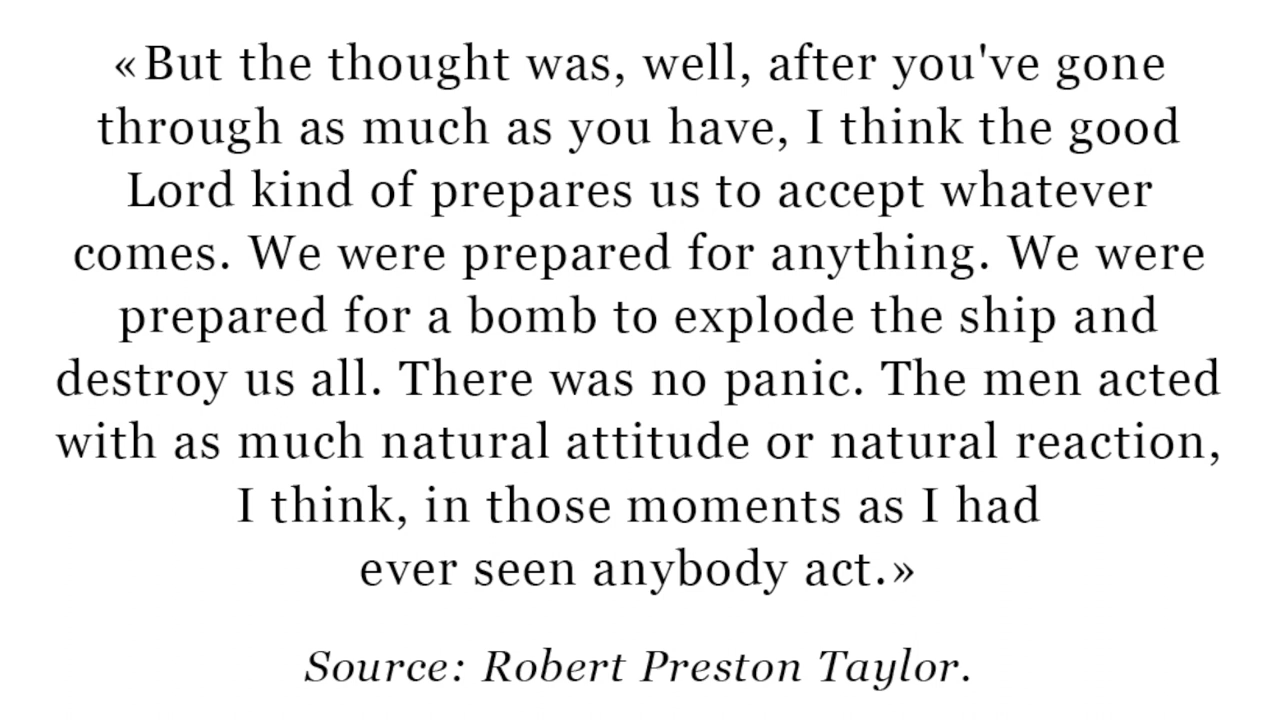 «But the thought was, well, after you've gone
through as much as you have, I think the good
Lord kind of prepares us to accept whatever
comes. We were prepared for anything. We were
prepared for a bomb to explode the ship and
destroy us all. There was no panic. The men acted
with as much natural attitude or natural reaction,
I think, in those moments as I had
ever seen anybody act.»
Source: Robert Preston Taylor.